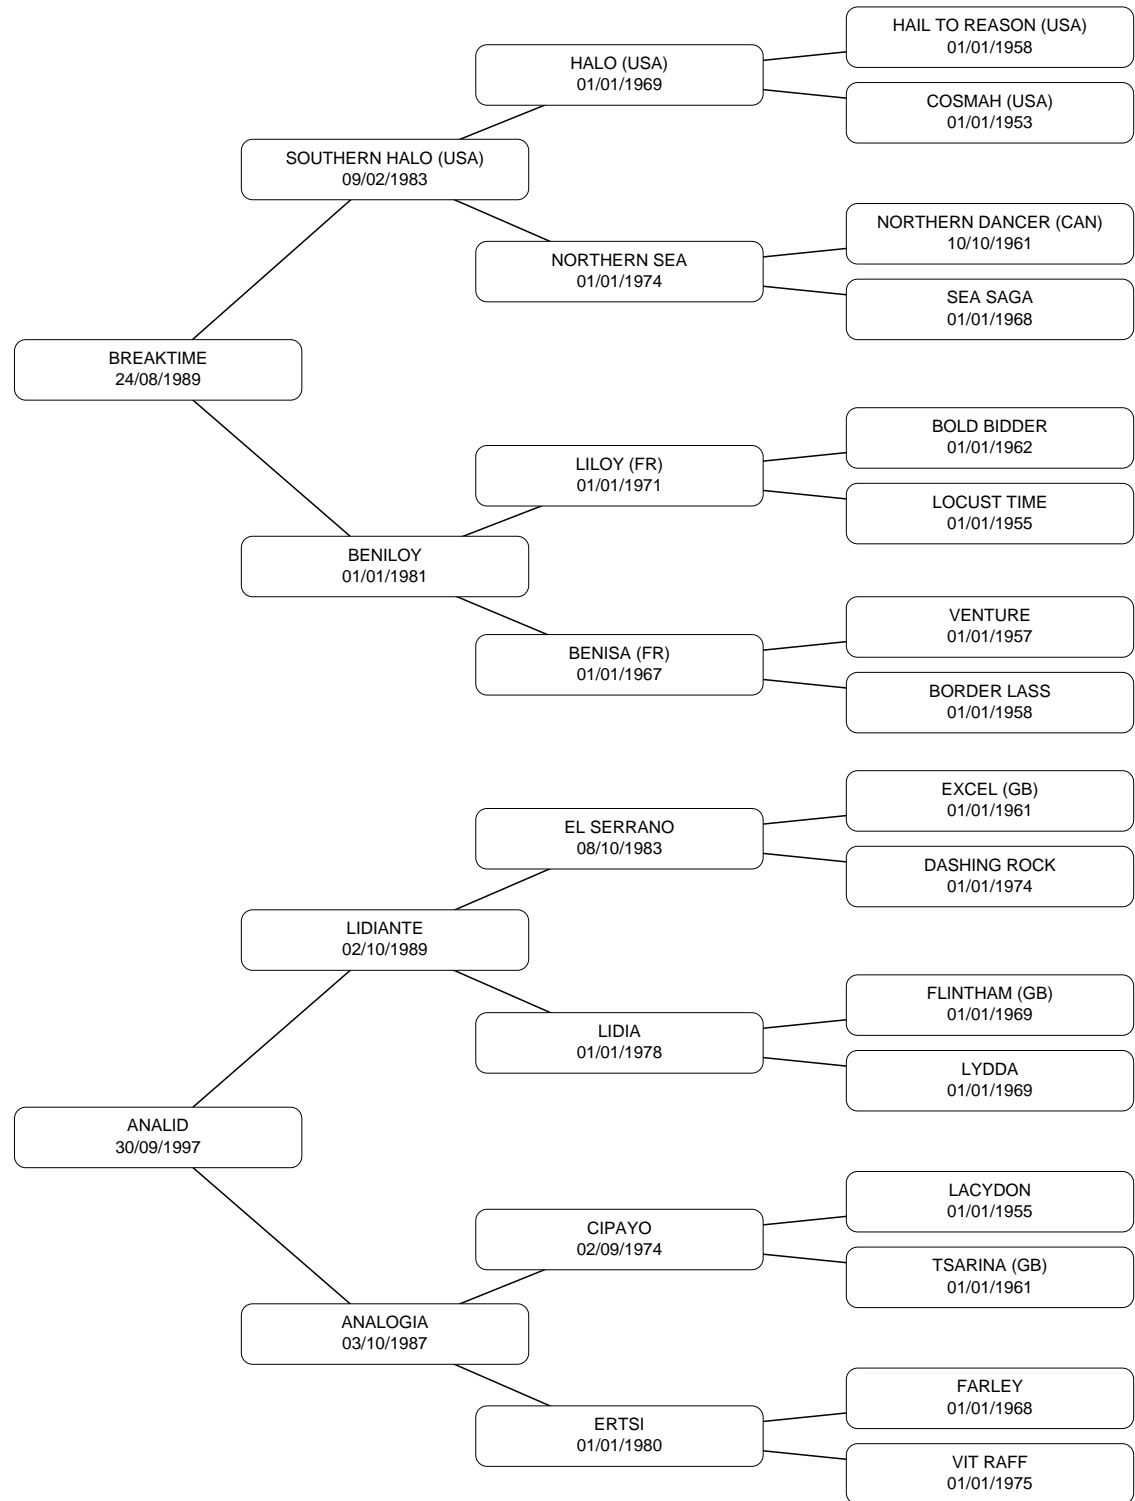 HAIL TO REASON (USA)
01/01/1958
HALO (USA)
01/01/1969
COSMAH (USA)
01/01/1953
SOUTHERN HALO (USA)
09/02/1983
NORTHERN DANCER (CAN)
10/10/1961
NORTHERN SEA
01/01/1974
SEA SAGA
01/01/1968
BREAKTIME
24/08/1989
BOLD BIDDER
01/01/1962
LILOY (FR)
01/01/1971
LOCUST TIME
01/01/1955
BENILOY
01/01/1981
VENTURE
01/01/1957
BENISA (FR)
01/01/1967
BORDER LASS
01/01/1958
EXCEL (GB)
01/01/1961
EL SERRANO
08/10/1983
DASHING ROCK
01/01/1974
LIDIANTE
02/10/1989
FLINTHAM (GB)
01/01/1969
LIDIA
01/01/1978
LYDDA
01/01/1969
ANALID
30/09/1997
LACYDON
01/01/1955
CIPAYO
02/09/1974
TSARINA (GB)
01/01/1961
ANALOGIA
03/10/1987
FARLEY
01/01/1968
ERTSI
01/01/1980
VIT RAFF
01/01/1975